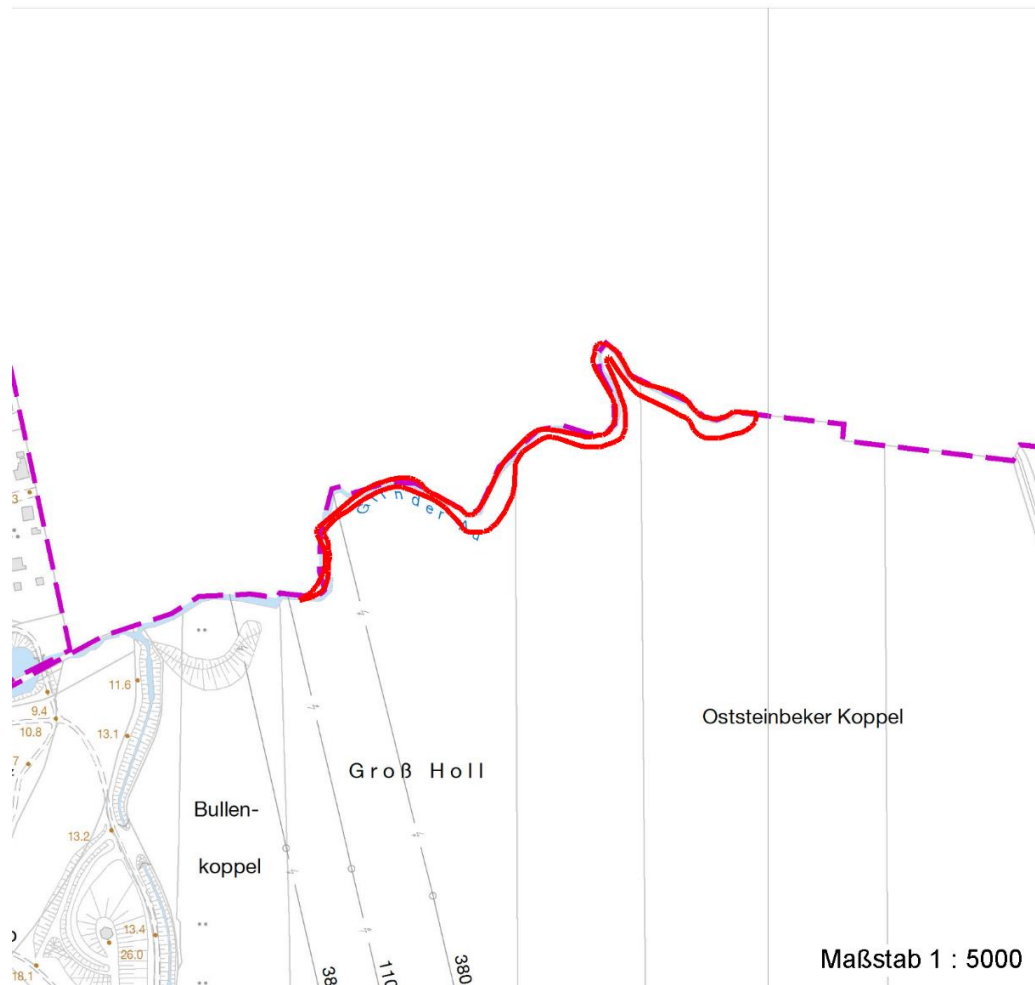 Glinder Au
11.6
9.4
10.8
13.1
Oststeinbeker Koppel
Groß Holl
Bullen-
koppel
13.2
13.4
26.0
18.1
110
380
Maßstab 1 : 5000